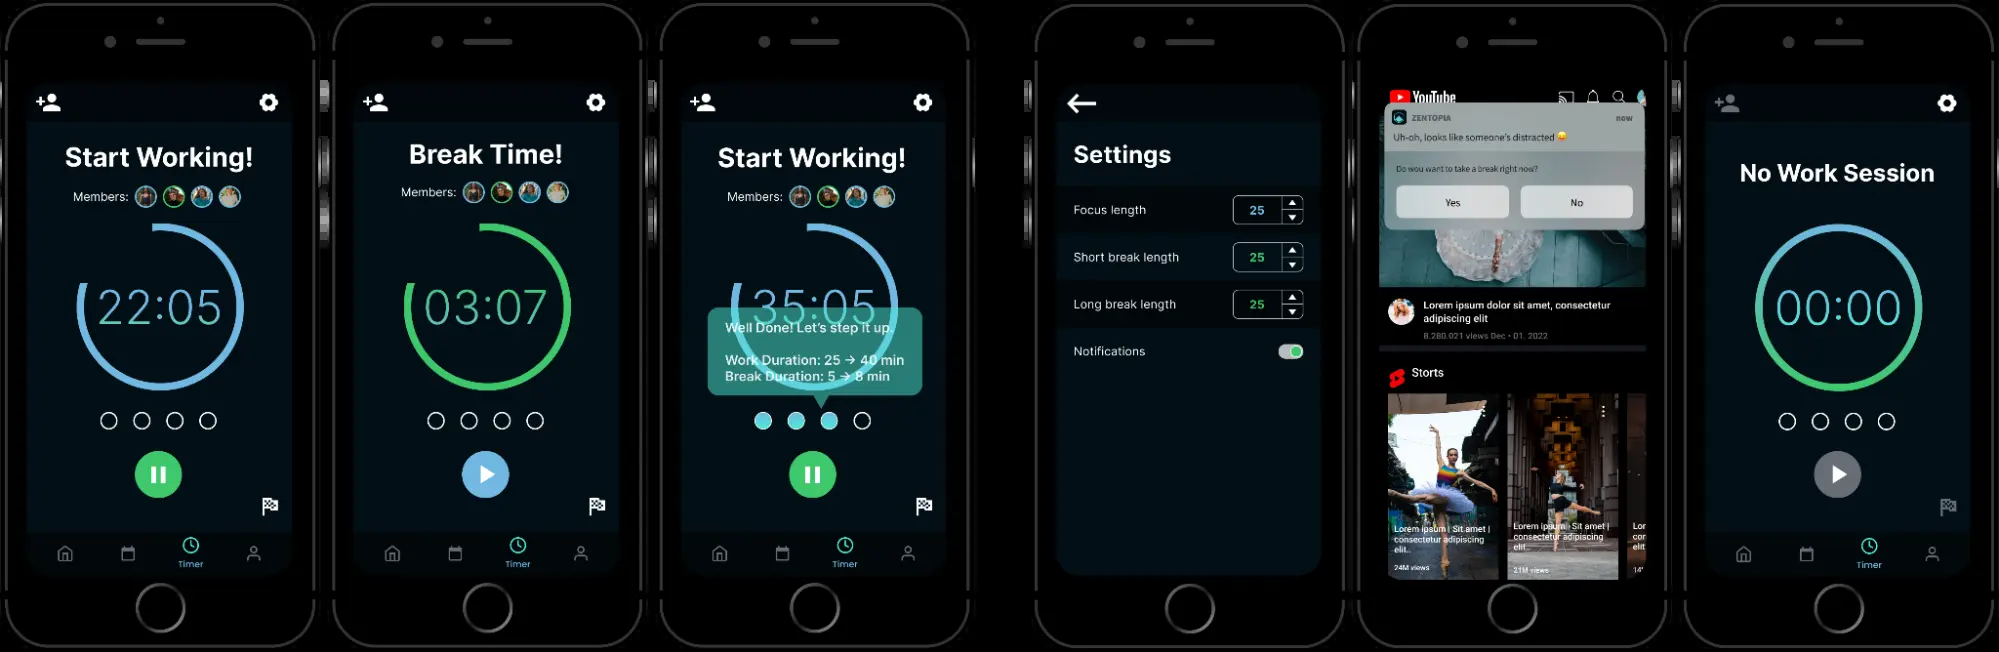 Start Working!
Members:
22:05
Timer
Break Time!
Members:
03:07
Timer
Start Working!
Members:
35:05
Well Done! Let's step it up.
Work Duration: 25 → 40 min
Break Duration: 5 → 8 min
Timer
Settings
Focus length 25
Short break length 25
Long break length 25
Notifications
YouTube
ZENTOPIA now
Uh-oh, looks like someone's distracted 😀
Do wou want to take a break right now?
Yes No
Lorem ipsum dolor sit amet, consectetur
adipiscing elit
8.280.021 views Dec • 01. 2022
Storts
Lorem ipsum | Sit amet |
consectetur adipiscing
elit..
24M views
Lorem ipsum | Sit amet |
consectetur adipiscing
elit..
21M views
Lor
con
elit
14'
No Work Session
00:00
Timer